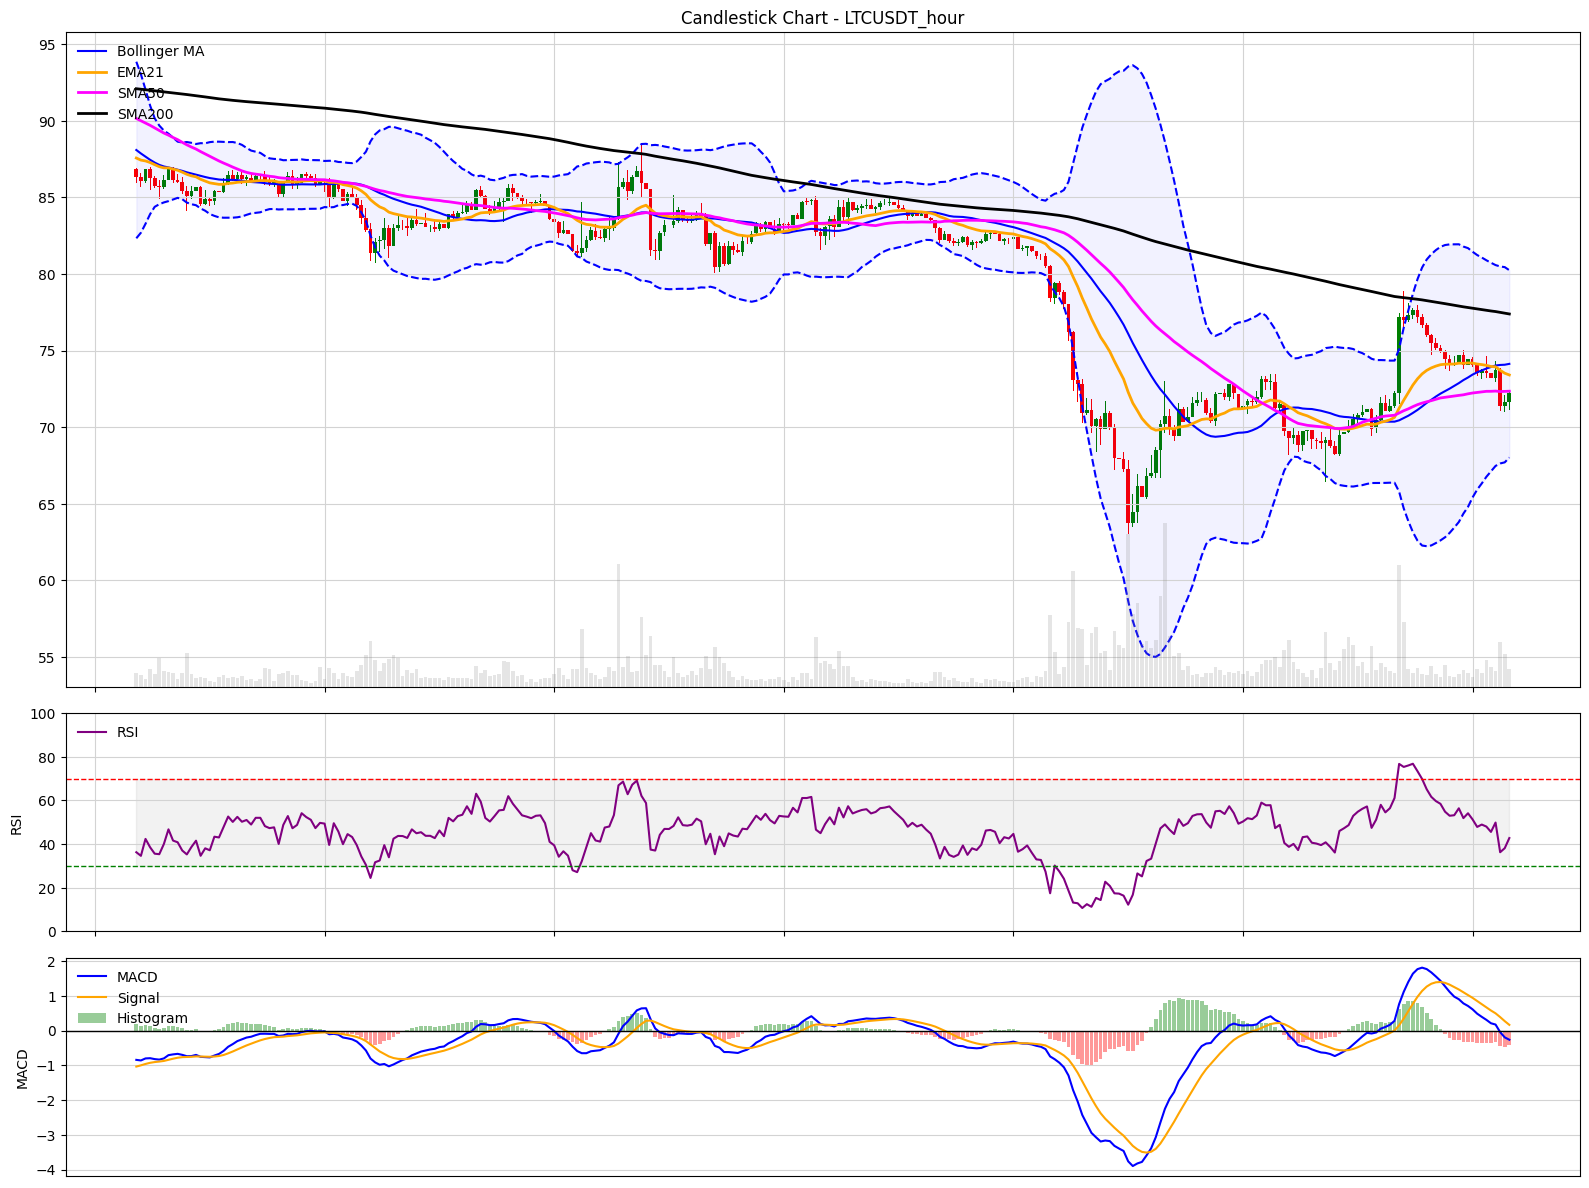 Candlestick Chart - LTCUSDT_hour
95
90
85
80
75
70
65
60
55
Bollinger MA
EMA21
SMA50
SMA200
100
80
60
40
20
0
RSI
RSI
2
1
0
−1
−2
−3
−4
MACD
MACD
Signal
Histogram